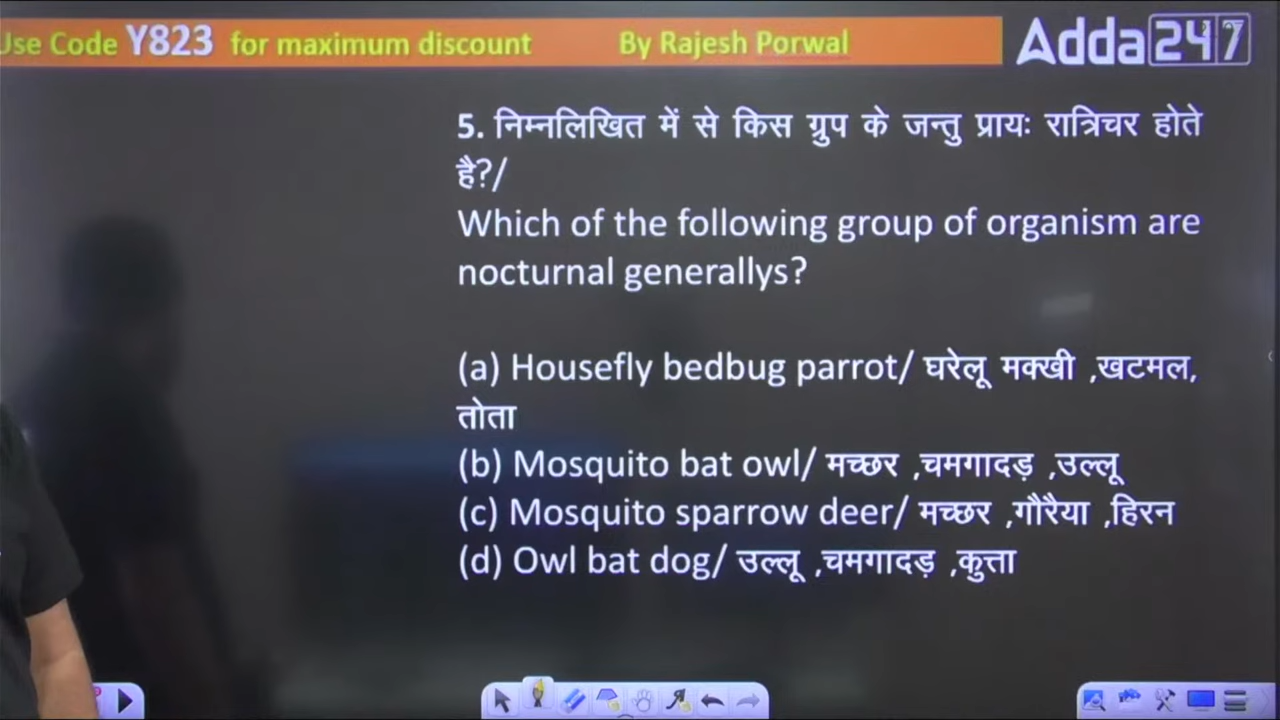 Use Code Y823 for maximum discount By Rajesh Porwal Adda247
5. निम्नलिखित में से किस ग्रुप के जन्तु प्रायः रात्रिचर होते
है?/
Which of the following group of organism are
nocturnal generallys?
(a) Housefly bedbug parrot/ घरेलू मक्खी ,खटमल,
तोता
(b) Mosquito bat owl/ मच्छर ,चमगादड़ ,उल्लू
(c) Mosquito sparrow deer/ मच्छर ,गौरैया ,हिरन
(d) Owl bat dog/ उल्लू ,चमगादड़ ,कुत्ता